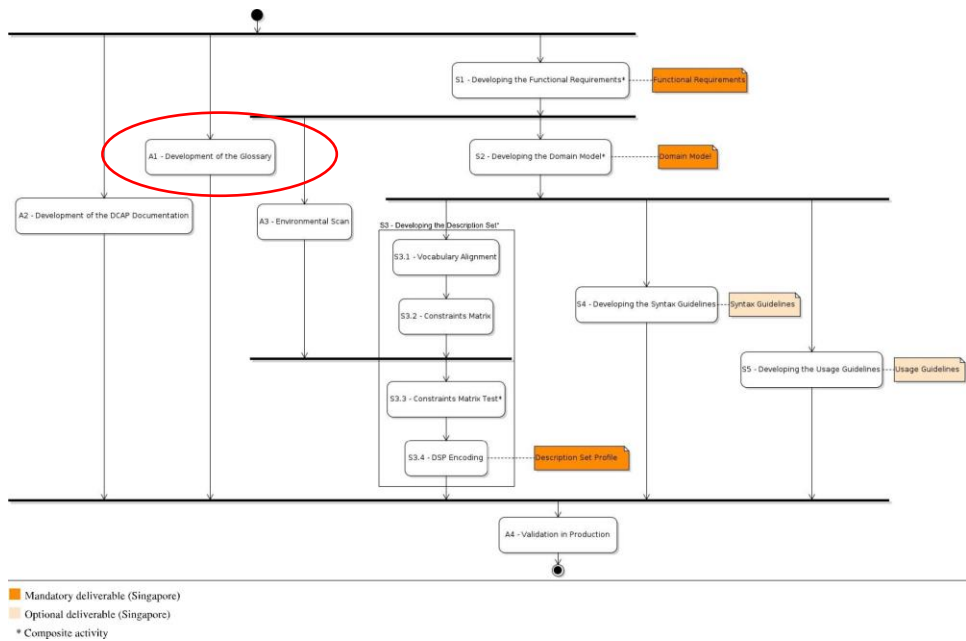 S1 - Developing the Functional Requirements*
Functional Requirements
A1 - Development of the Glossary
S2 - Developing the Domain Model*
Domain Model
A2 - Development of the DCAP Documentation
A3 - Environmental Scan
S3 - Developing the Description Set*
S3.1 - Vocabulary Alignment
S4 - Developing the Syntax Guidelines
Syntax Guidelines
S3.2 - Constraints Matrix
S5 - Developing the Usage Guidelines
Usage Guidelines
S3.3 - Constraints Matrix Test*
S3.4 - DSP Encoding
Description Set Profile
A4 - Validation in Production
Mandatory deliverable (Singapore)
Optional deliverable (Singapore)
* Composite activity